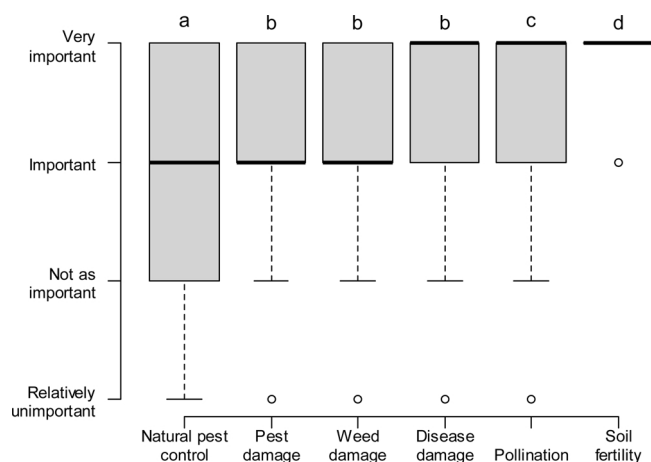 a b b b c d
Very
important
Important
Not as
important
Relatively
unimportant
Natural pest
control
Pest
damage
Weed
damage
Disease
damage
Pollination
Soil
fertility